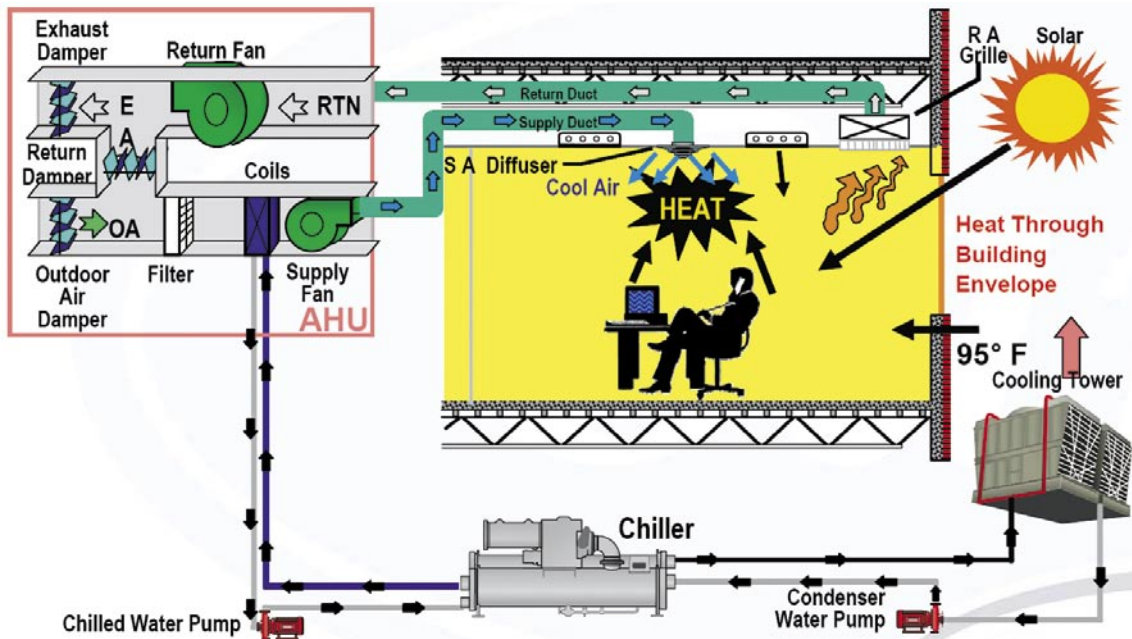 Exhaust
Damper
Return Fan
R A
Grille
Solar
E
RTN
Return Duct
A
Supply Duct
Return
Damper
Coils
S A Diffuser
Cool Air
HEAT
OA
Heat Through
Building
Envelope
Outdoor
Air
Damper
Filter
Supply
Fan
AHU
95° F
Cooling Tower
Chiller
Chilled Water Pump
Condenser
Water Pump